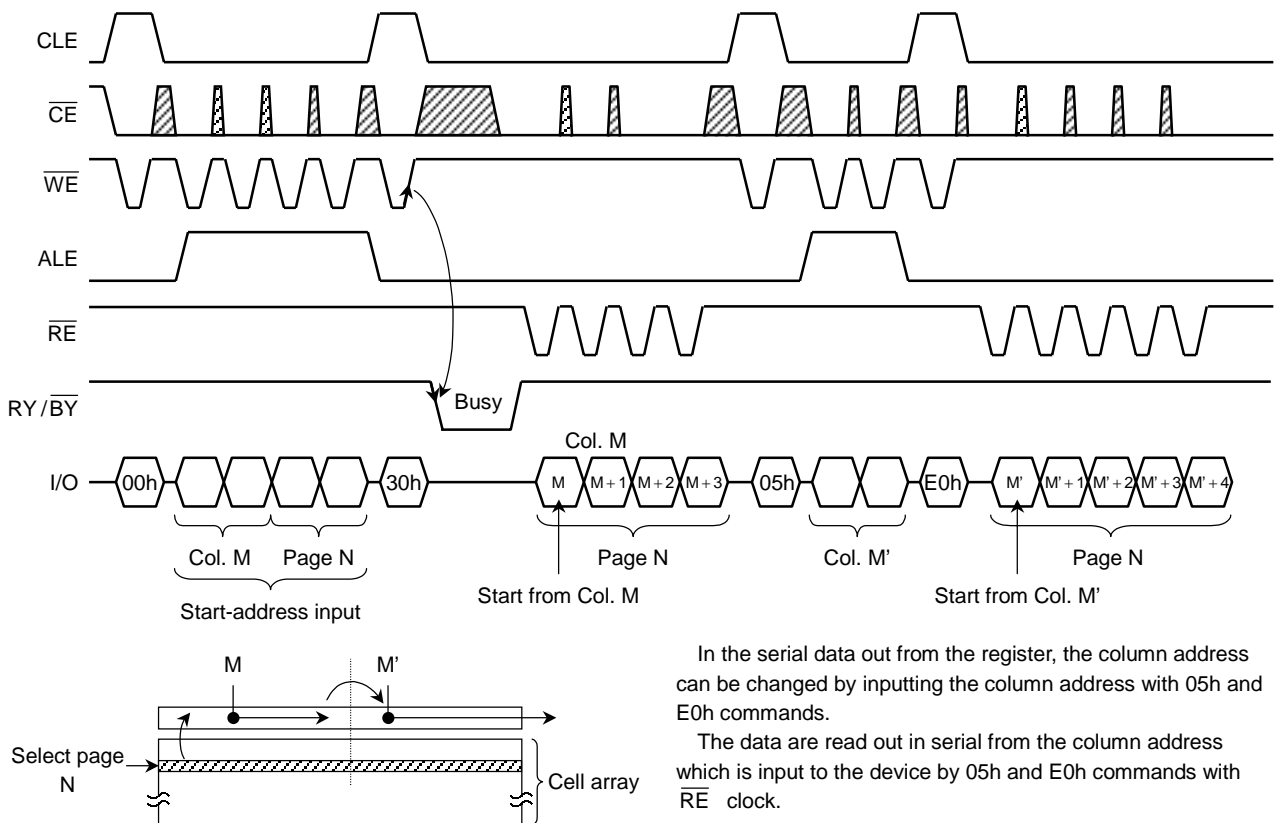 CLE
CE
WE
ALE
RE
RY / BY
Busy
Col. M
I/O
00h
30h
M
M + 1
M + 2
M + 3
05h
E0h
M'
M' + 1
M' + 2
M' + 3
M' + 4
Col. M
Page N
Page N
Col. M'
Page N
Start-address input
Start from Col. M
Start from Col. M’
M
M’
Select page
N
Cell array
In the serial data out from the register, the column address
can be changed by inputting the column address with 05h and
E0h commands.
The data are read out in serial from the column address
which is input to the device by 05h and E0h commands with
RE clock.